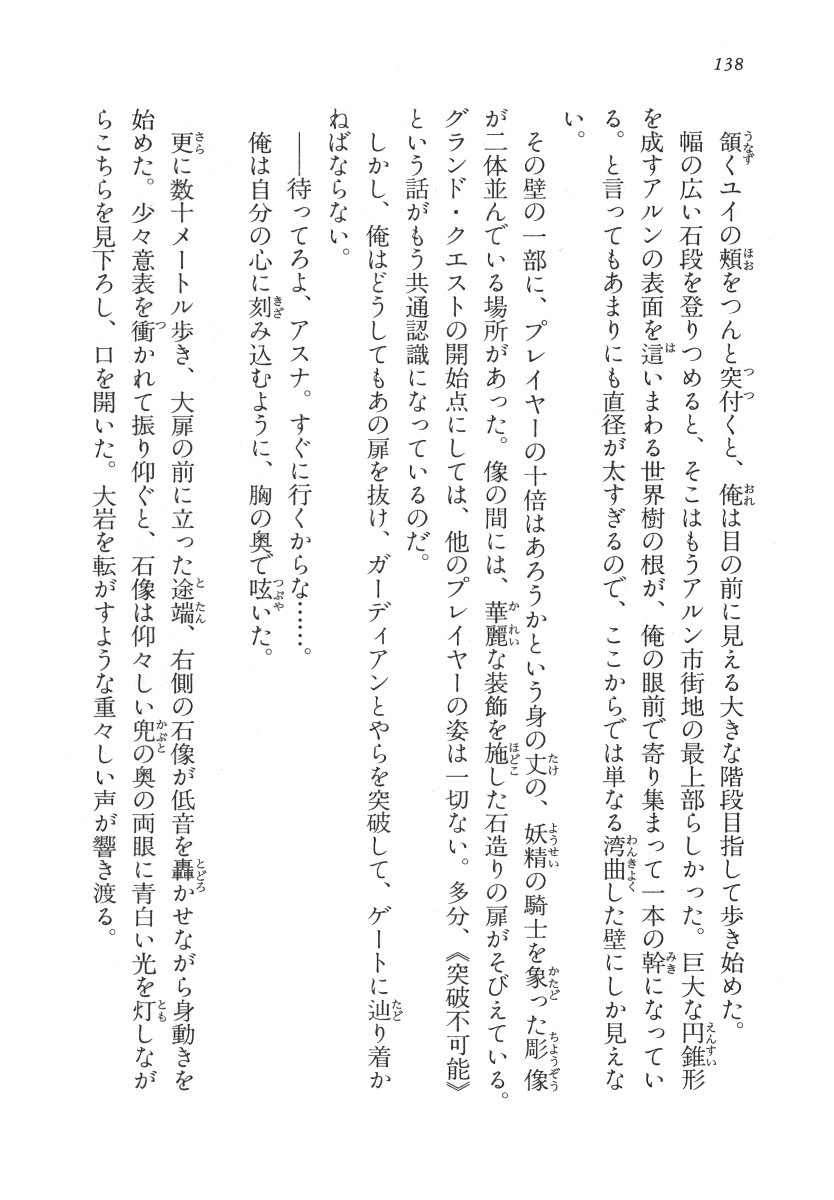 138
頷くユイの頬をつんと突付くと、俺は目の前に見える大きな階段目指して歩き始めた。
幅の広い石段を登りつめると、そこはもうアルン市街地の最上部らしかった。巨大な円錐形
を成すアルンの表面を這いまわる世界樹の根が、俺の眼前で寄り集まって一本の幹になってい
る。と言ってもあまりにも直径が太すぎるので、ここからでは単なる湾曲した壁にしか見えな
い。
その壁の一部に、プレイヤーの十倍はあろうかという身の丈の、妖精の騎士を象った彫像
が二体並んでいる場所があった。像の間には、華麗な装飾を施した石造りの扉がそびえている。
グランド・クエストの開始点にしては、他のプレイヤーの姿は一切ない。多分、《突破不可能》
という話がもう共通認識になっているのだ。
しかし、俺はどうしてもあの扉を抜け、ガーディアンとやらを突破して、ゲートに辿り着か
ねばならない。
――待ってろよ、アスナ。すぐに行くからな……。
俺は自分の心に刻み込むように、胸の奥で呟いた。
更に数十メートル歩き、大扉の前に立った途端、右側の石像が低音を轟かせながら身動きを
始めた。少々意表を衝かれて振り仰ぐと、石像は仰々しい兜の奥の両眼に青白い光を灯しなが
らこちらを見下ろし、口を開いた。大岩を転がすような重々しい声が響き渡る。